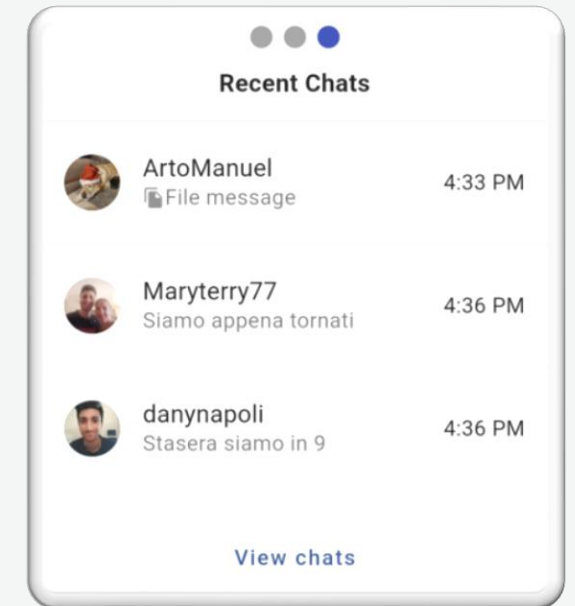 Recent Chats
ArtoManuel
4:33 PM
File message
Maryterry77
4:36 PM
Siamo appena tornati
danynapoli
4:36 PM
Stasera siamo in 9
View chats